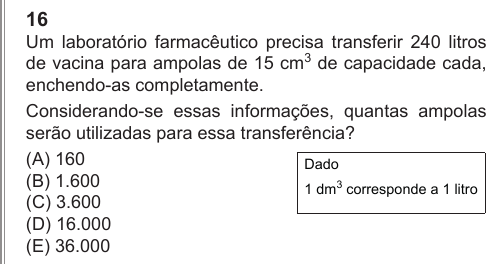 16
Um laboratório farmacêutico precisa transferir 240 litros
de vacina para ampolas de 15 cm³ de capacidade cada,
enchendo-as completamente.
Considerando-se essas informações, quantas ampolas
serão utilizadas para essa transferência?
(A) 160
(B) 1.600
(C) 3.600
(D) 16.000
(E) 36.000
Dado
1 dm³ corresponde a 1 litro